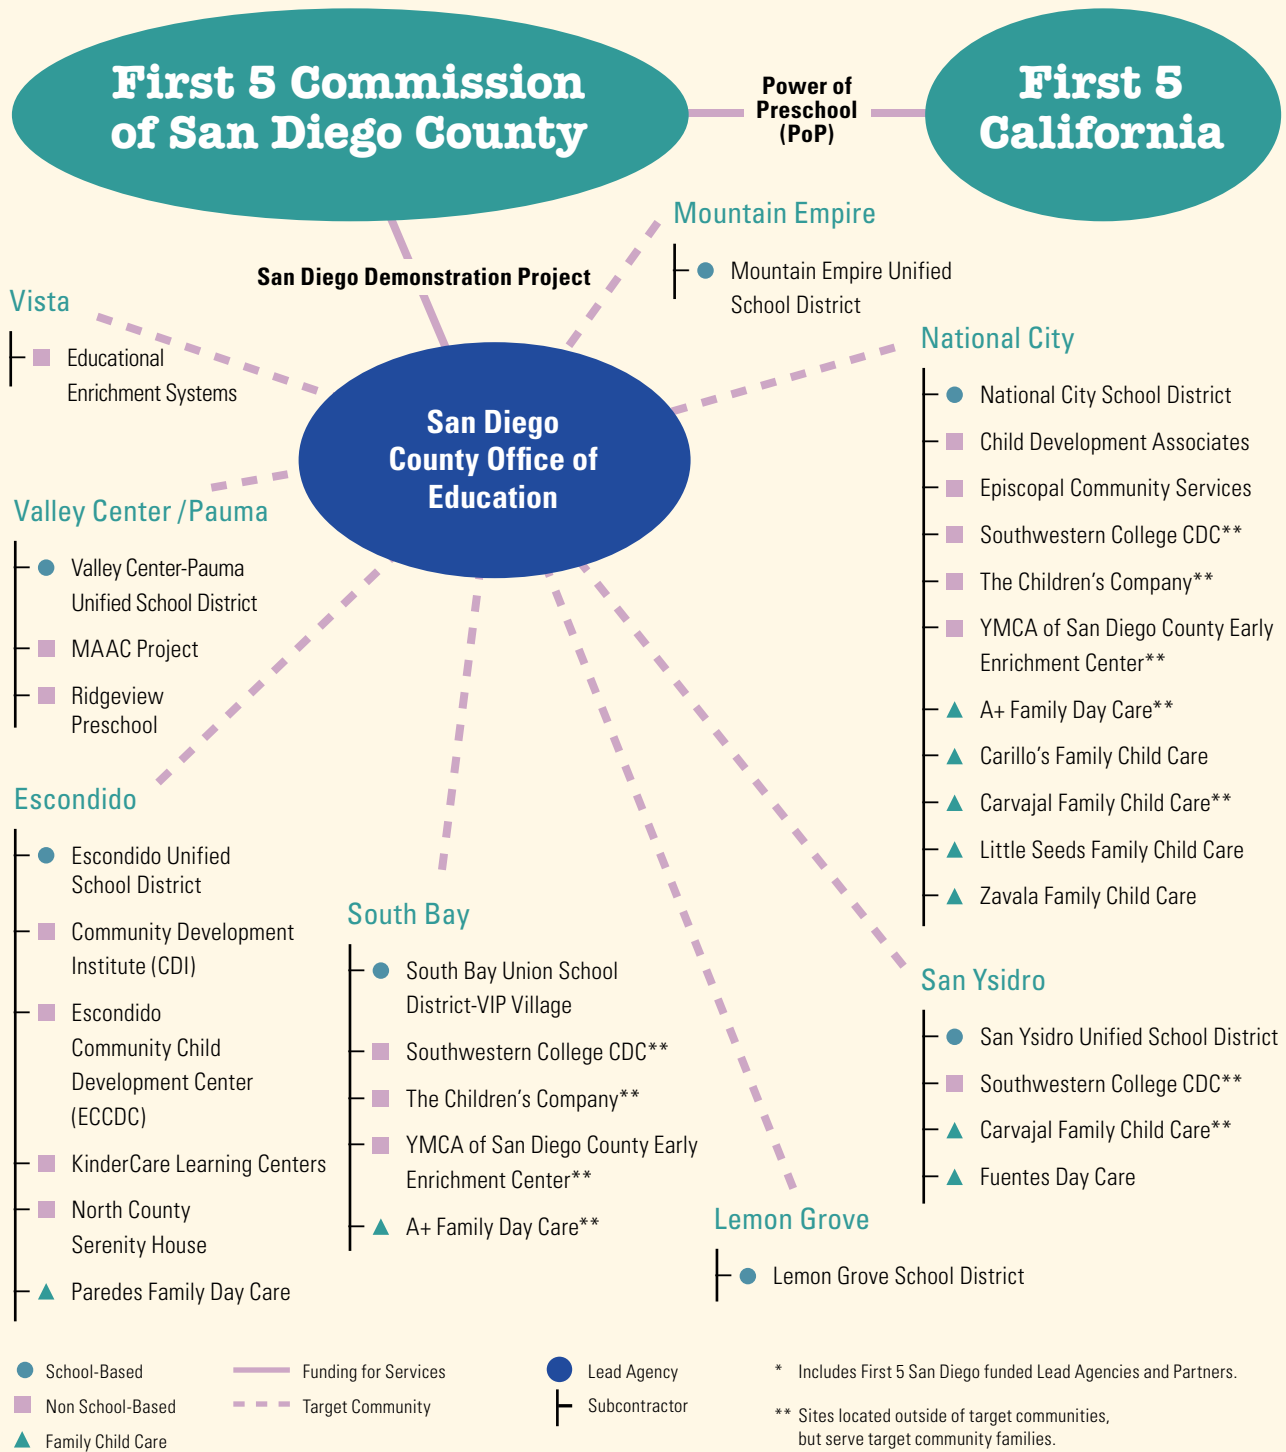 First 5 Commission
of San Diego County
Power of
Preschool
(PoP)
First 5
California
San Diego Demonstration Project
San Diego
County Office of
Education
Mountain Empire
Mountain Empire Unified
School District
Vista
Educational
Enrichment Systems
National City
National City School District
Child Development Associates
Episcopal Community Services
Southwestern College CDC**
The Children's Company**
YMCA of San Diego County Early
Enrichment Center**
A+ Family Day Care**
Carillo's Family Child Care
Carvajal Family Child Care**
Little Seeds Family Child Care
Zavala Family Child Care
Valley Center /Pauma
Valley Center-Pauma
Unified School District
MAAC Project
Ridgeview
Preschool
Escondido
Escondido Unified
School District
Community Development
Institute (CDI)
Escondido
Community Child
Development Center
(ECCDC)
KinderCare Learning Centers
North County
Serenity House
Paredes Family Day Care
South Bay
South Bay Union School
District-VIP Village
Southwestern College CDC**
The Children's Company**
YMCA of San Diego County Early
Enrichment Center**
A+ Family Day Care**
San Ysidro
San Ysidro Unified School District
Southwestern College CDC**
Carvajal Family Child Care**
Fuentes Day Care
Lemon Grove
Lemon Grove School District
School-Based
Non School-Based
Family Child Care
Funding for Services
Target Community
Lead Agency
Subcontractor
* Includes First 5 San Diego funded Lead Agencies and Partners.
** Sites located outside of target communities,
but serve target community families.